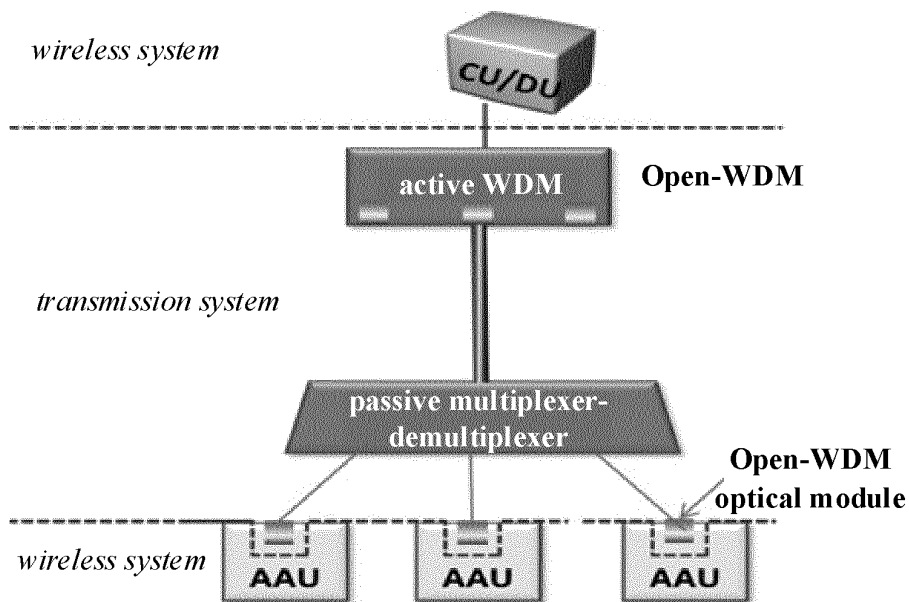 wireless system
CU/DU
active WDM
Open-WDM
transmission system
passive multiplexer-
demultiplexer
Open-WDM
optical module
wireless system
AAU
AAU
AAU